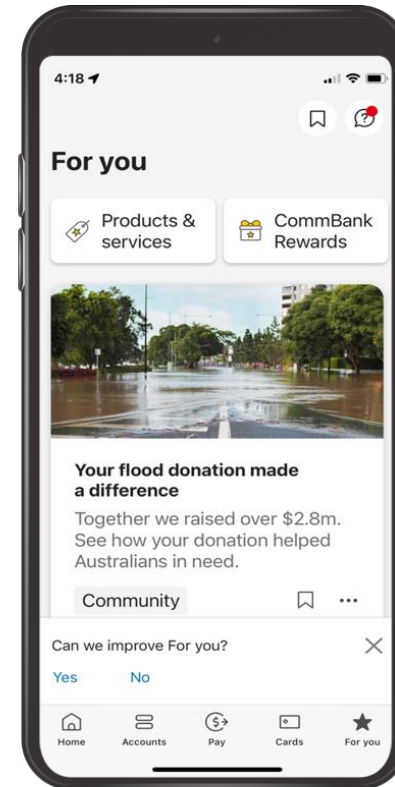 4:18
For you
Products &
services
CommBank
Rewards
Your flood donation made
a difference
Together we raised over $2.8m.
See how your donation helped
Australians in need.
Community
Can we improve For you?
Yes No
Home Accounts Pay Cards For you